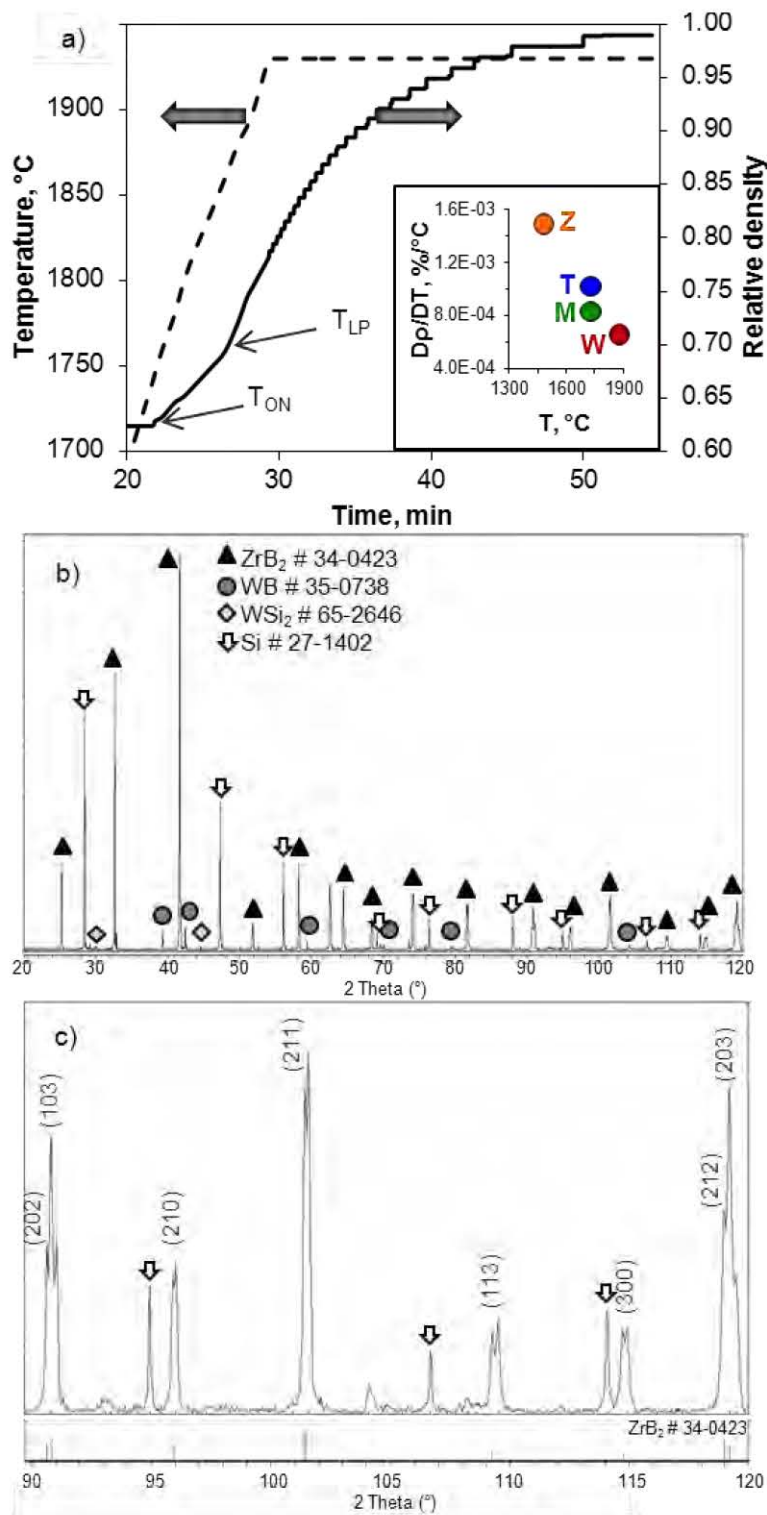 a)
Temperature, °C
1900
1850
1800
1750
1700
1.00
0.95
0.90
0.85
0.80
0.75
0.70
0.65
0.60
Relative density
T_LP
T_ON
Dρ/DT, %/°C
1.6E-03
1.2E-03
8.0E-04
4.0E-04
Z
T
M
W
1300 1600 1900
T, °C
20 30 40 50
Time, min
b)
ZrB₂ # 34-0423
WB # 35-0738
WSi₂ # 65-2646
Si # 27-1402
20 30 40 50 60 70 80 90 100 110 120
2 Theta (°)
c)
(202)
(103)
(210)
(211)
(113)
(300)
(212)
(203)
ZrB₂ # 34-0423
90 95 100 105 110 115 120
2 Theta (°)